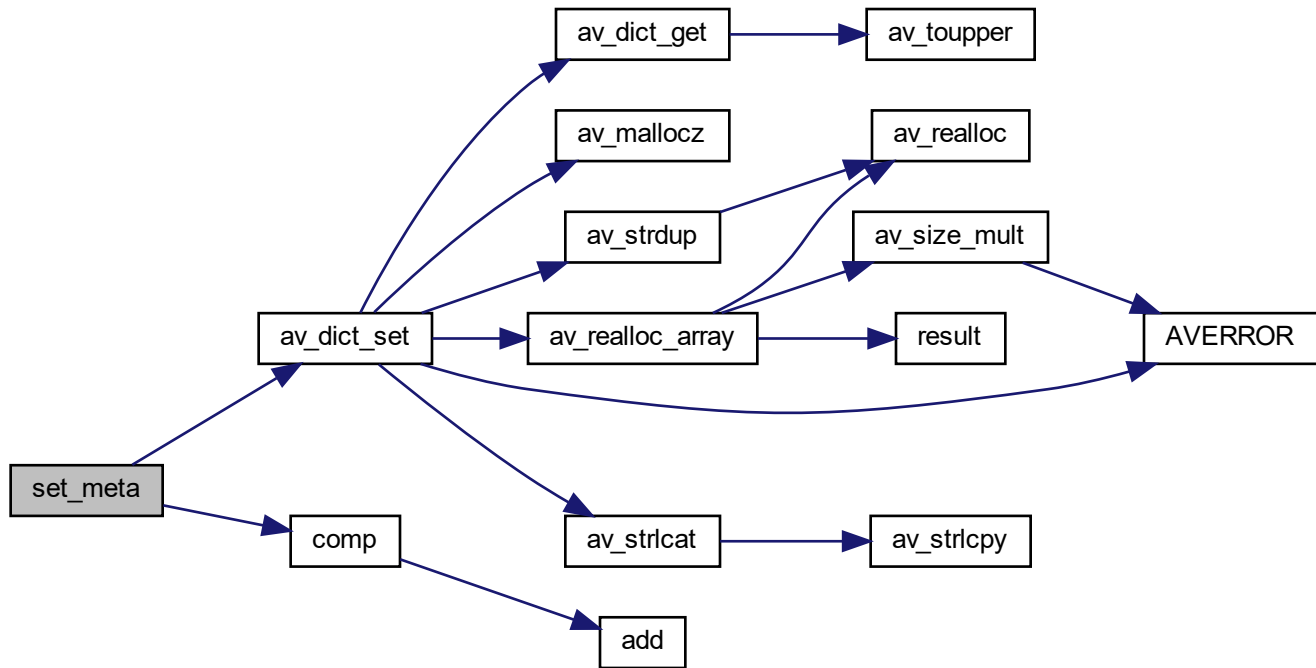 av_dict_get
av_toupper
av_mallocz
av_realloc
av_strdup
av_size_mult
av_dict_set
av_realloc_array
result
AVERROR
set_meta
comp
av_strlcat
av_strlcpy
add